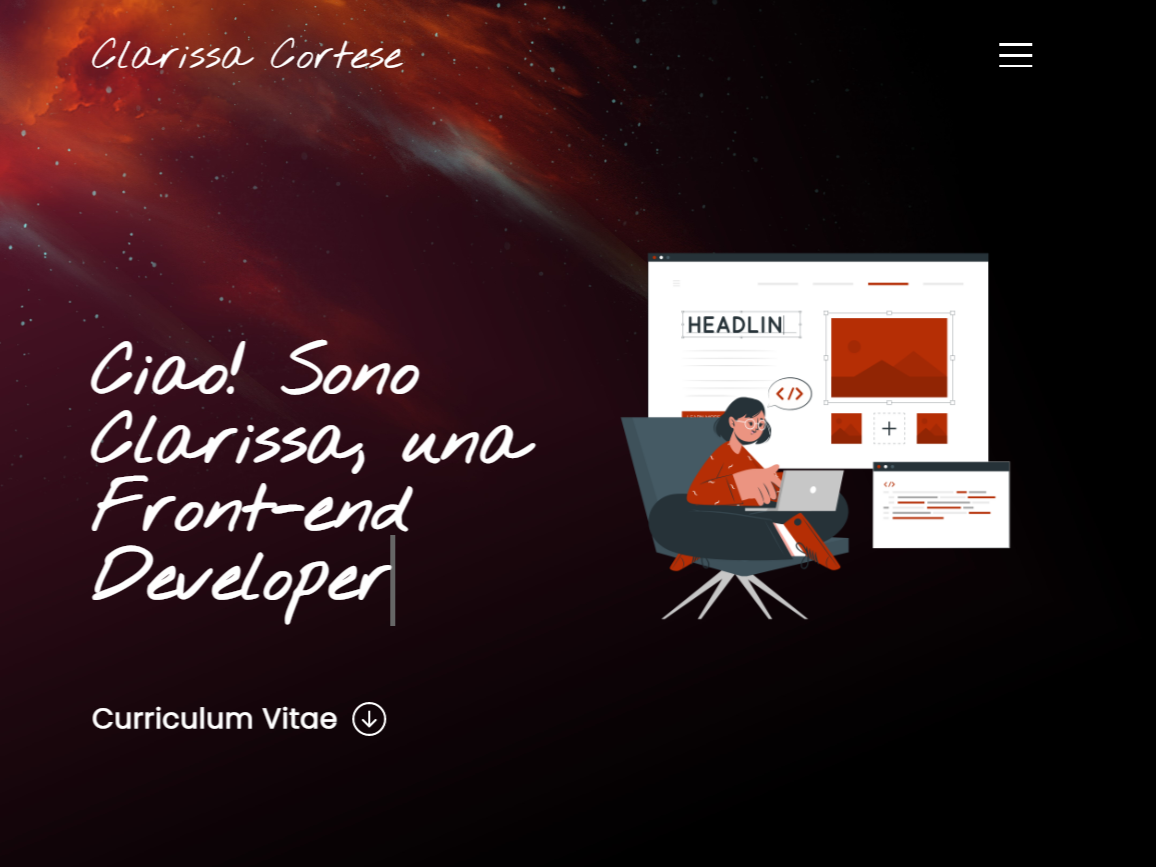 Clarissa Cortese
Ciao! Sono
Clarissa, una
Front-end
Developer
HEADLIN
</>
</>
Curriculum Vitae